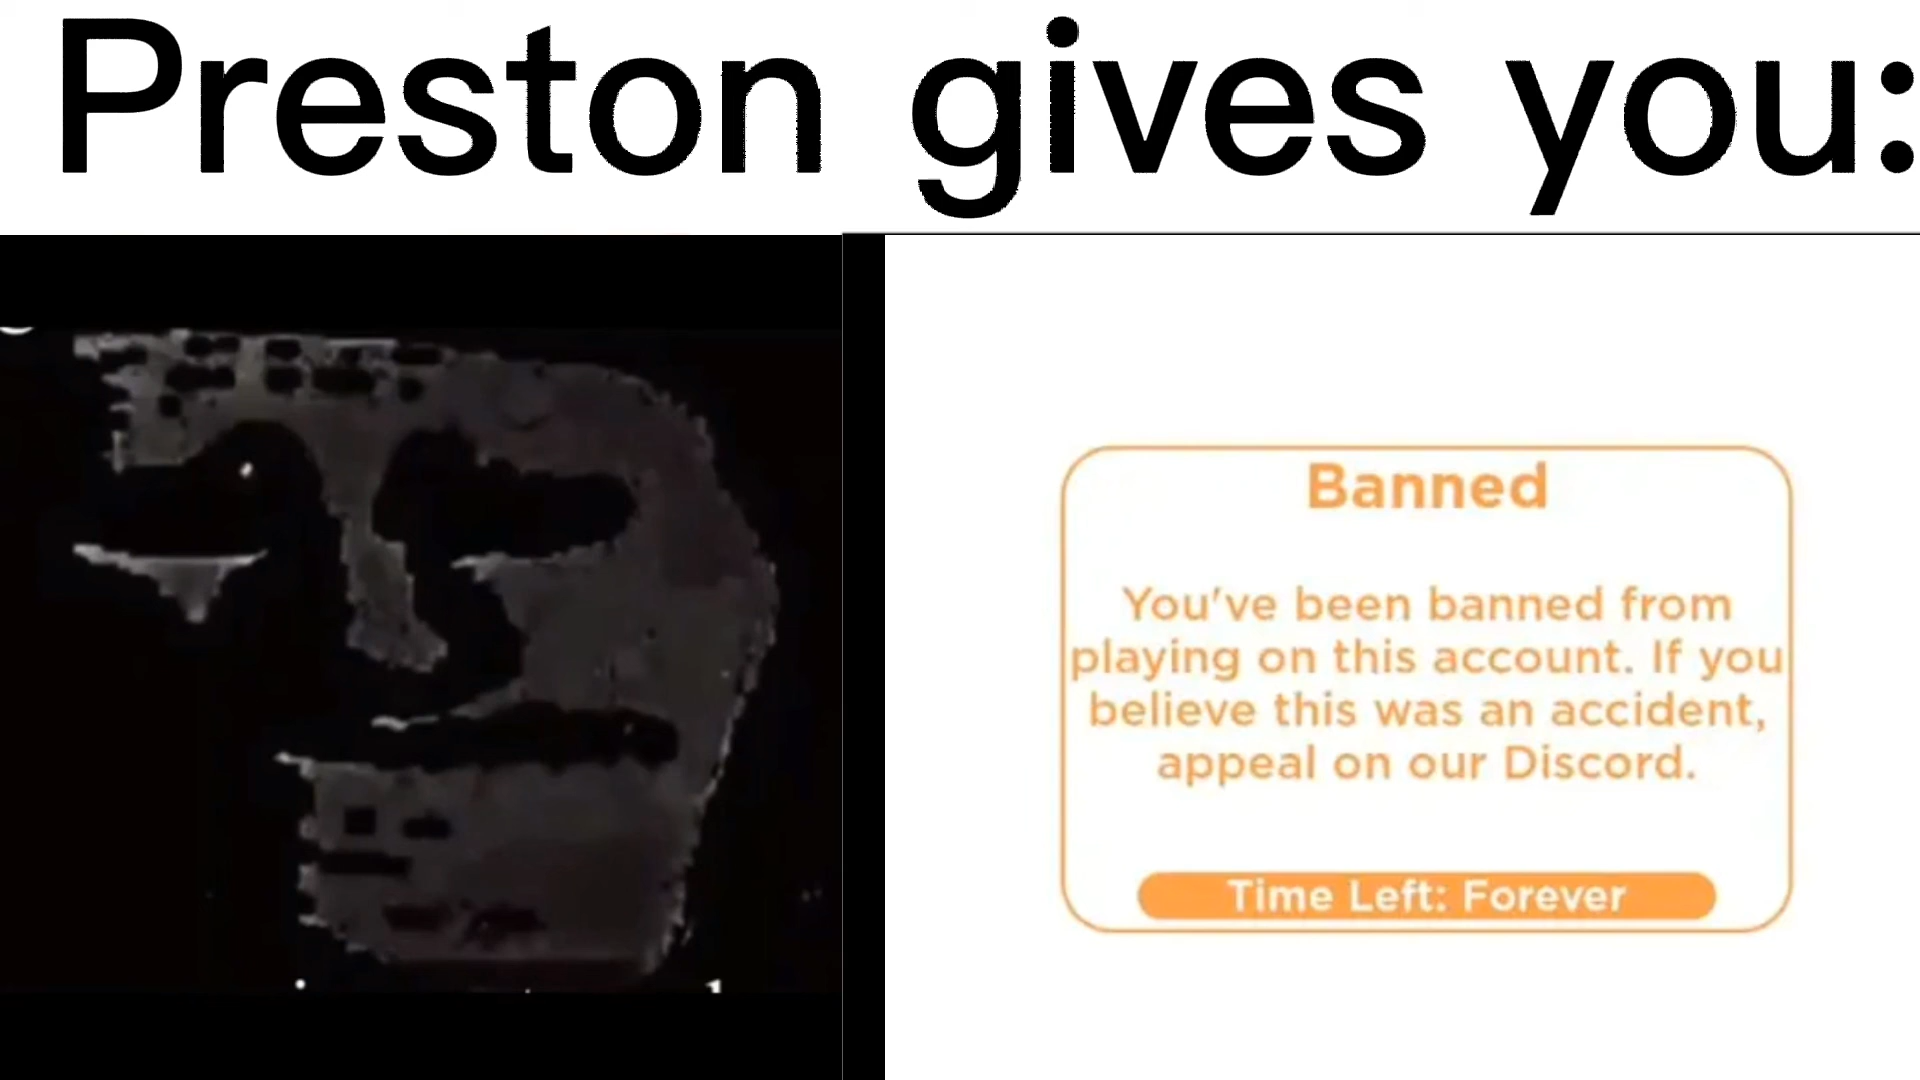 Preston gives you:
Banned
You've been banned from
playing on this account. If you
believe this was an accident,
appeal on our Discord.
Time Left: Forever